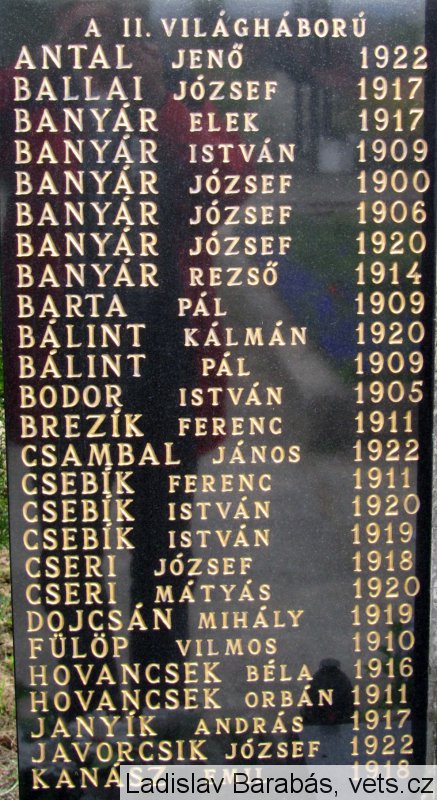 A II. VILÁGHÁBORÚ
ANTAL JENŐ 1922
BALLAI JÓZSEF 1917
BANYÁR ELEK 1917
BANYÁR ISTVÁN 1909
BANYÁR JÓZSEF 1900
BANYÁR JÓZSEF 1906
BANYÁR JÓZSEF 1920
BANYÁR REZSŐ 1914
BARTA PÁL 1909
BÁLINT KÁLMÁN 1920
BÁLINT PÁL 1909
BODOR ISTVÁN 1905
BREZÍK FERENC 1911
CSAMBAL JÁNOS 1922
CSEBÍK FERENC 1911
CSEBÍK ISTVÁN 1920
CSEBÍK ISTVÁN 1919
CSERI JÓZSEF 1918
CSERI MÁTYÁS 1920
DOJCSÁN MIHÁLY 1919
FÜLÖP VILMOS 1910
HOVANCSEK BÉLA 1916
HOVANCSEK ORBÁN 1911
JANYÍK ANDRÁS 1917
JAVORCSIK JÓZSEF 1922
KANÁSZ 1918
Ladislav Barabás, vets.cz